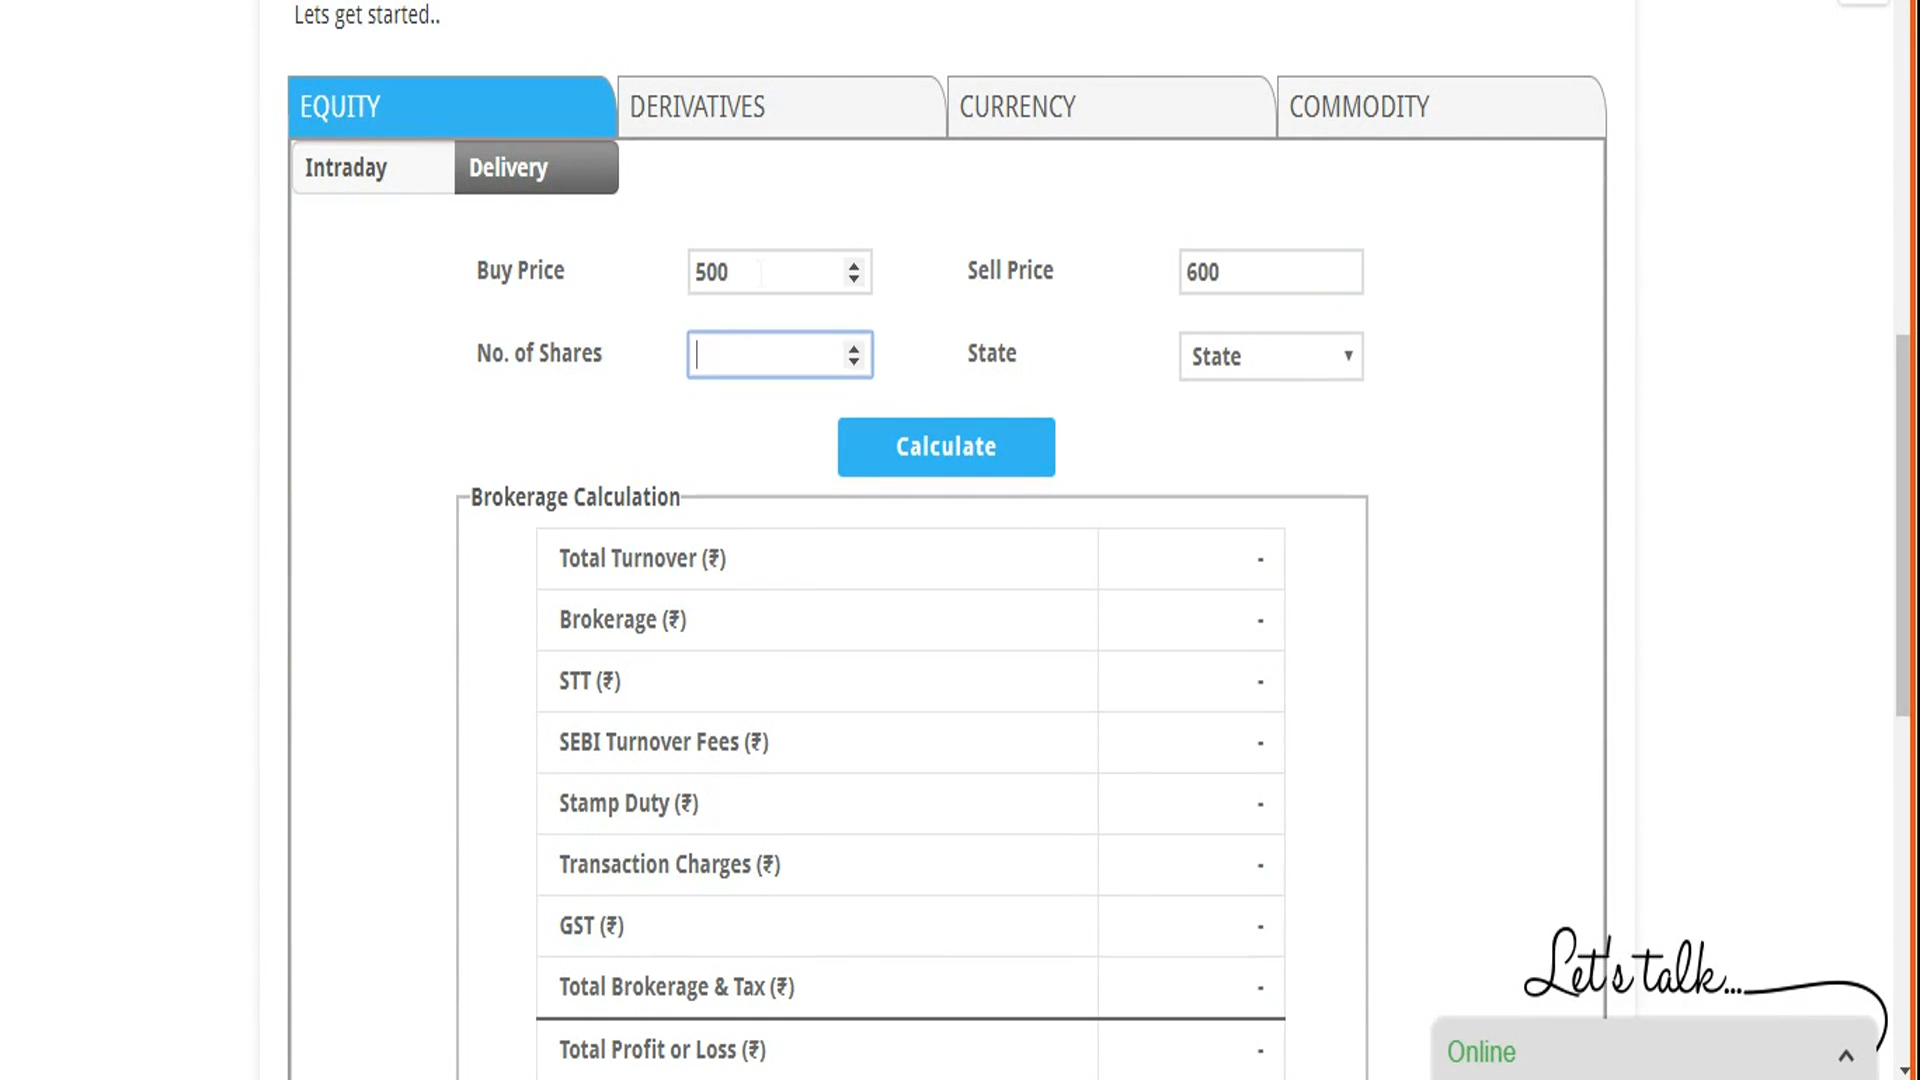 Lets get started..
EQUITY DERIVATIVES CURRENCY COMMODITY
Intraday Delivery
Buy Price 500 Sell Price 600
No. of Shares State State
Calculate
Brokerage Calculation
Total Turnover (₹) -
Brokerage (₹) -
STT (₹) -
SEBI Turnover Fees (₹) -
Stamp Duty (₹) -
Transaction Charges (₹) -
GST (₹) -
Total Brokerage & Tax (₹) -
Total Profit or Loss (₹) -
Let's talk...
Online